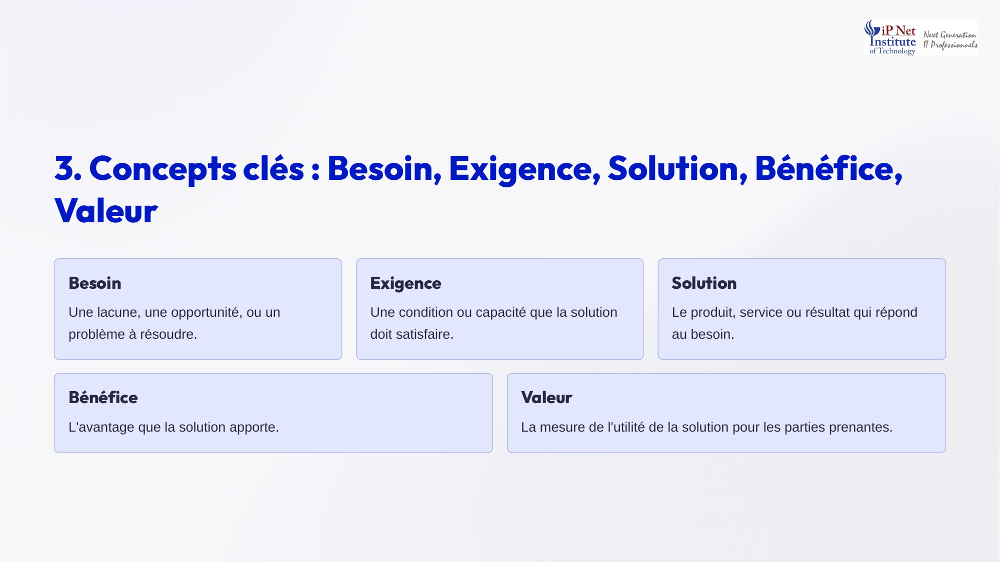 iP Net
Institute
of Technology
Next Generation
IT Professionnels
3. Concepts clés : Besoin, Exigence, Solution, Bénéfice,
Valeur
Besoin
Une lacune, une opportunité, ou un
problème à résoudre.
Exigence
Une condition ou capacité que la solution
doit satisfaire.
Solution
Le produit, service ou résultat qui répond
au besoin.
Bénéfice
L'avantage que la solution apporte.
Valeur
La mesure de l'utilité de la solution pour les parties prenantes.